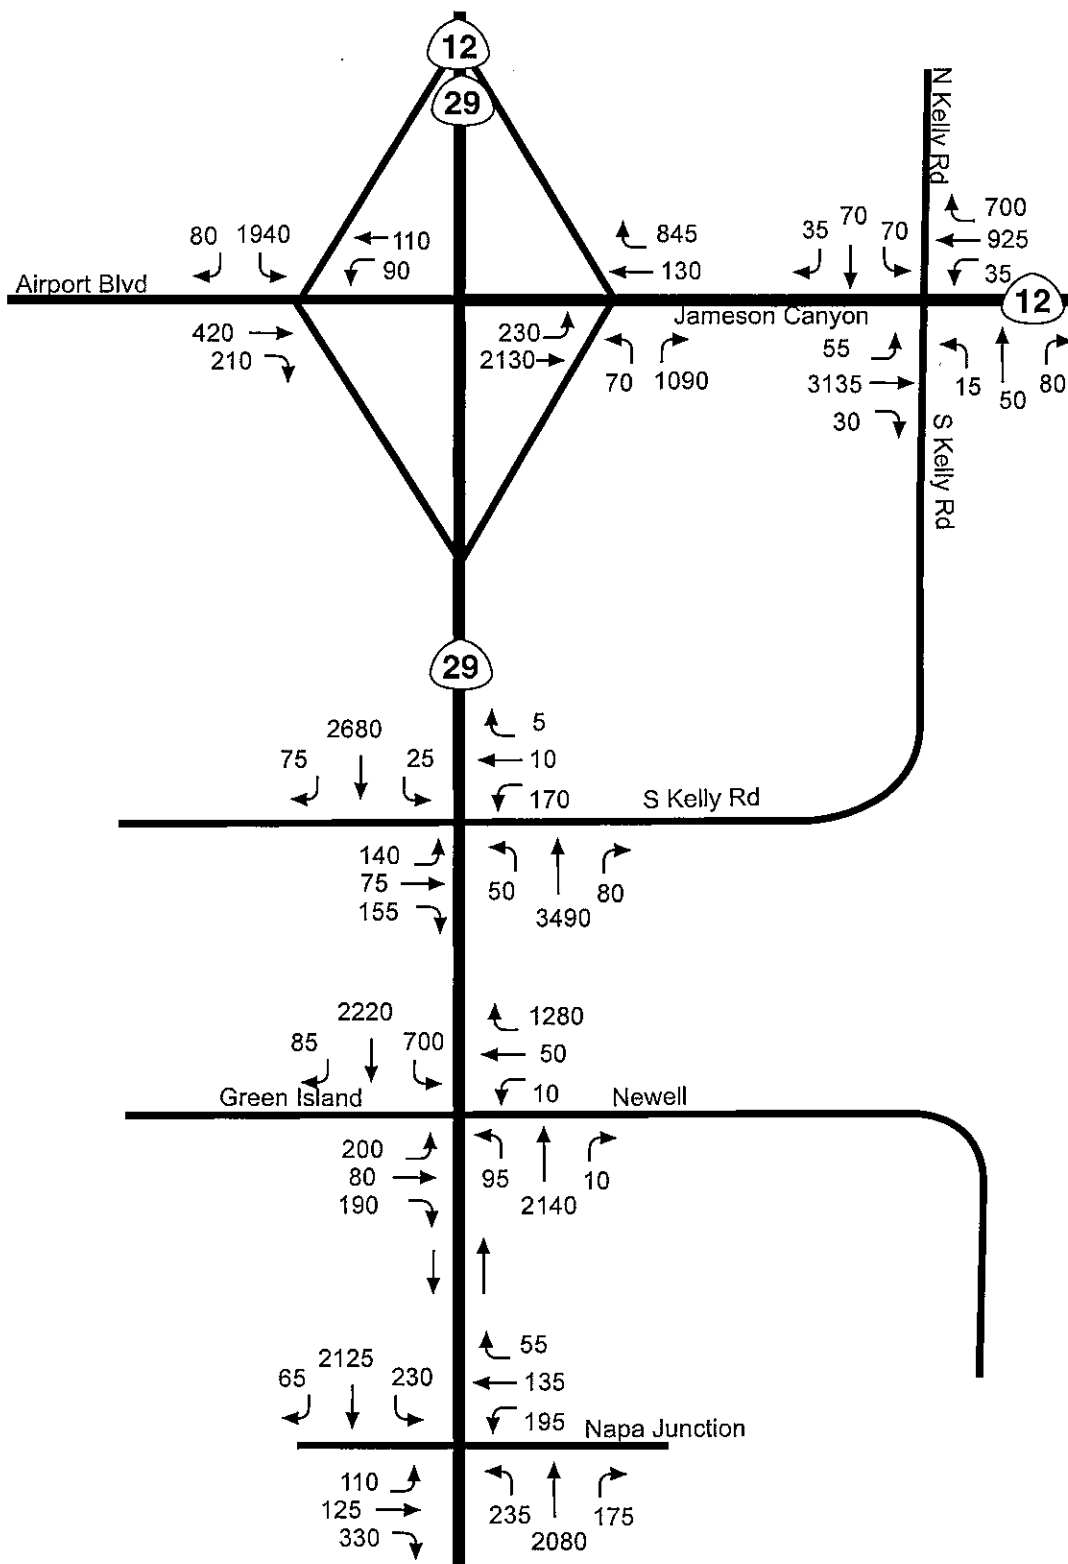 12
29
N Kelly Rd
80 1940
110
90
845
130
35 70 70
700
925
35
Airport Blvd
12
Jameson Canyon
420
210
230
2130
70 1090
55
3135
30
15 50 80
S Kelly Rd
29
75 2680 25
5
10
170
S Kelly Rd
140
75
155
50 3490 80
85 2220 700
1280
50
10
Green Island
Newell
200
80
190
95 2140 10
65 2125 230
55
135
195
Napa Junction
110
125
330
235 2080 175